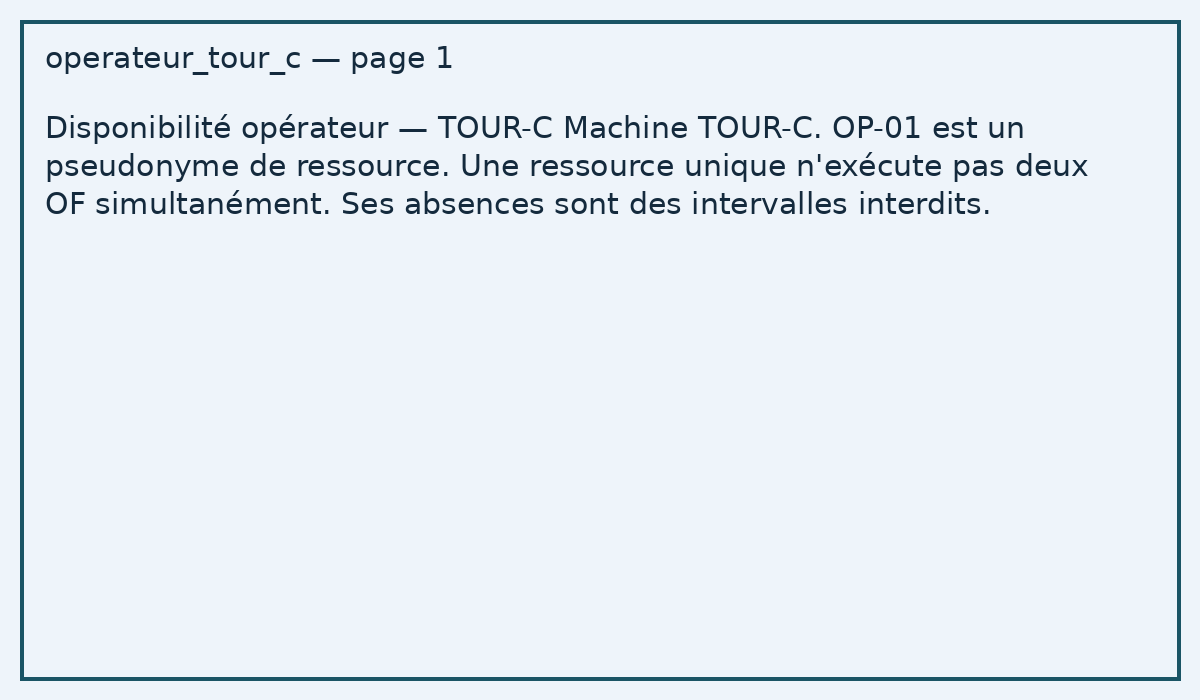 operateur_tour_c — page 1
Disponibilité opérateur — TOUR-C Machine TOUR-C. OP-01 est un
pseudonyme de ressource. Une ressource unique n'exécute pas deux
OF simultanément. Ses absences sont des intervalles interdits.